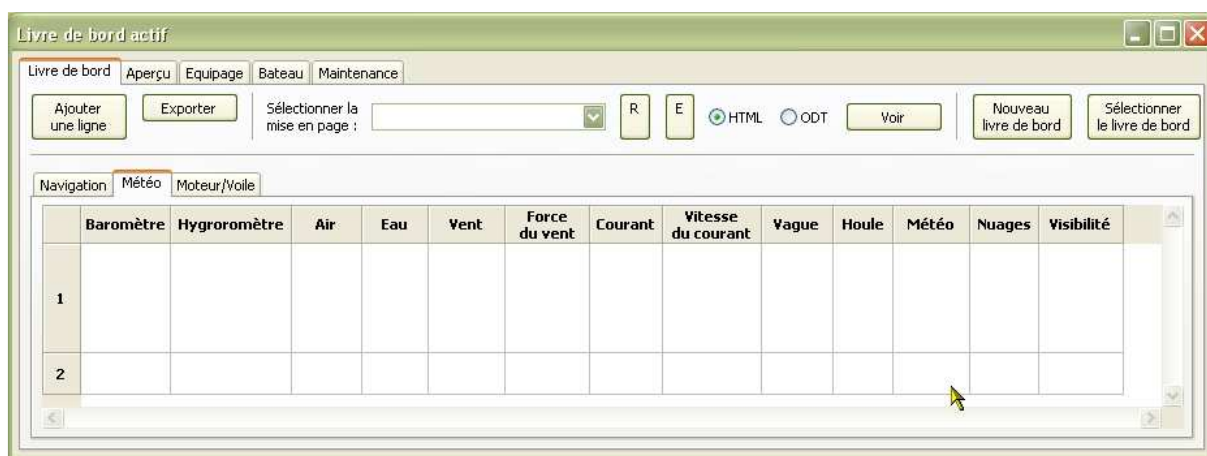 Livre de bord actif
Livre de bord Aperçu Equipage Bateau Maintenance
Ajouter
une ligne
Exporter
Sélectionner la
mise en page :
R E HTML ODT Voir
Nouveau
livre de bord
Sélectionner
le livre de bord
Navigation Météo Moteur/Voile
Baromètre Hygroromètre Air Eau Vent Force
du vent Courant Vitesse
du courant Vague Houle Météo Nuages Visibilité
1
2